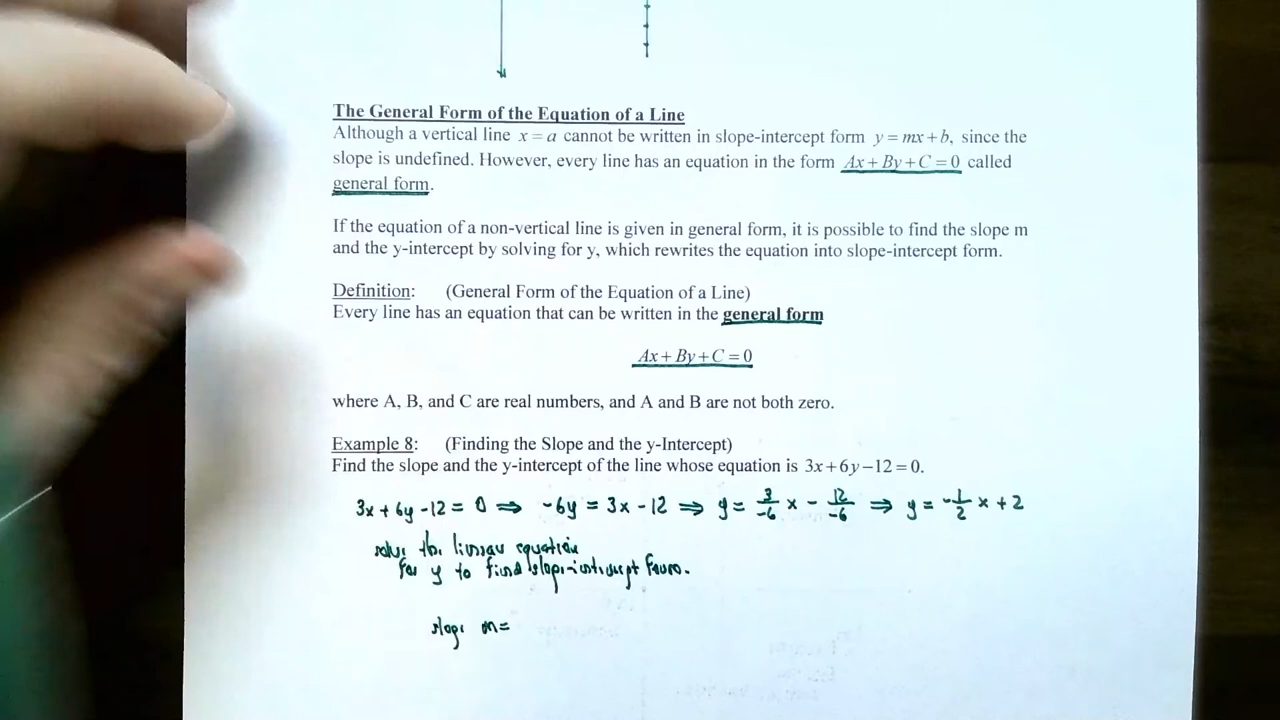 The General Form of the Equation of a Line
Although a vertical line x = a cannot be written in slope-intercept form y = mx + b, since the
slope is undefined. However, every line has an equation in the form Ax + By + C = 0 called
general form.
If the equation of a non-vertical line is given in general form, it is possible to find the slope m
and the y-intercept by solving for y, which rewrites the equation into slope-intercept form.
Definition: (General Form of the Equation of a Line)
Every line has an equation that can be written in the general form
Ax + By + C = 0
where A, B, and C are real numbers, and A and B are not both zero.
Example 8: (Finding the Slope and the y-Intercept)
Find the slope and the y-intercept of the line whose equation is 3x + 6y − 12 = 0.
3x + 6y - 12 = 0 ⇒ -6y = 3x - 12 ⇒ y = 3/-6 x - 12/-6 ⇒ y = -1/2 x + 2
solve the linear equation
for y to find slope-intercept form.
slope m=